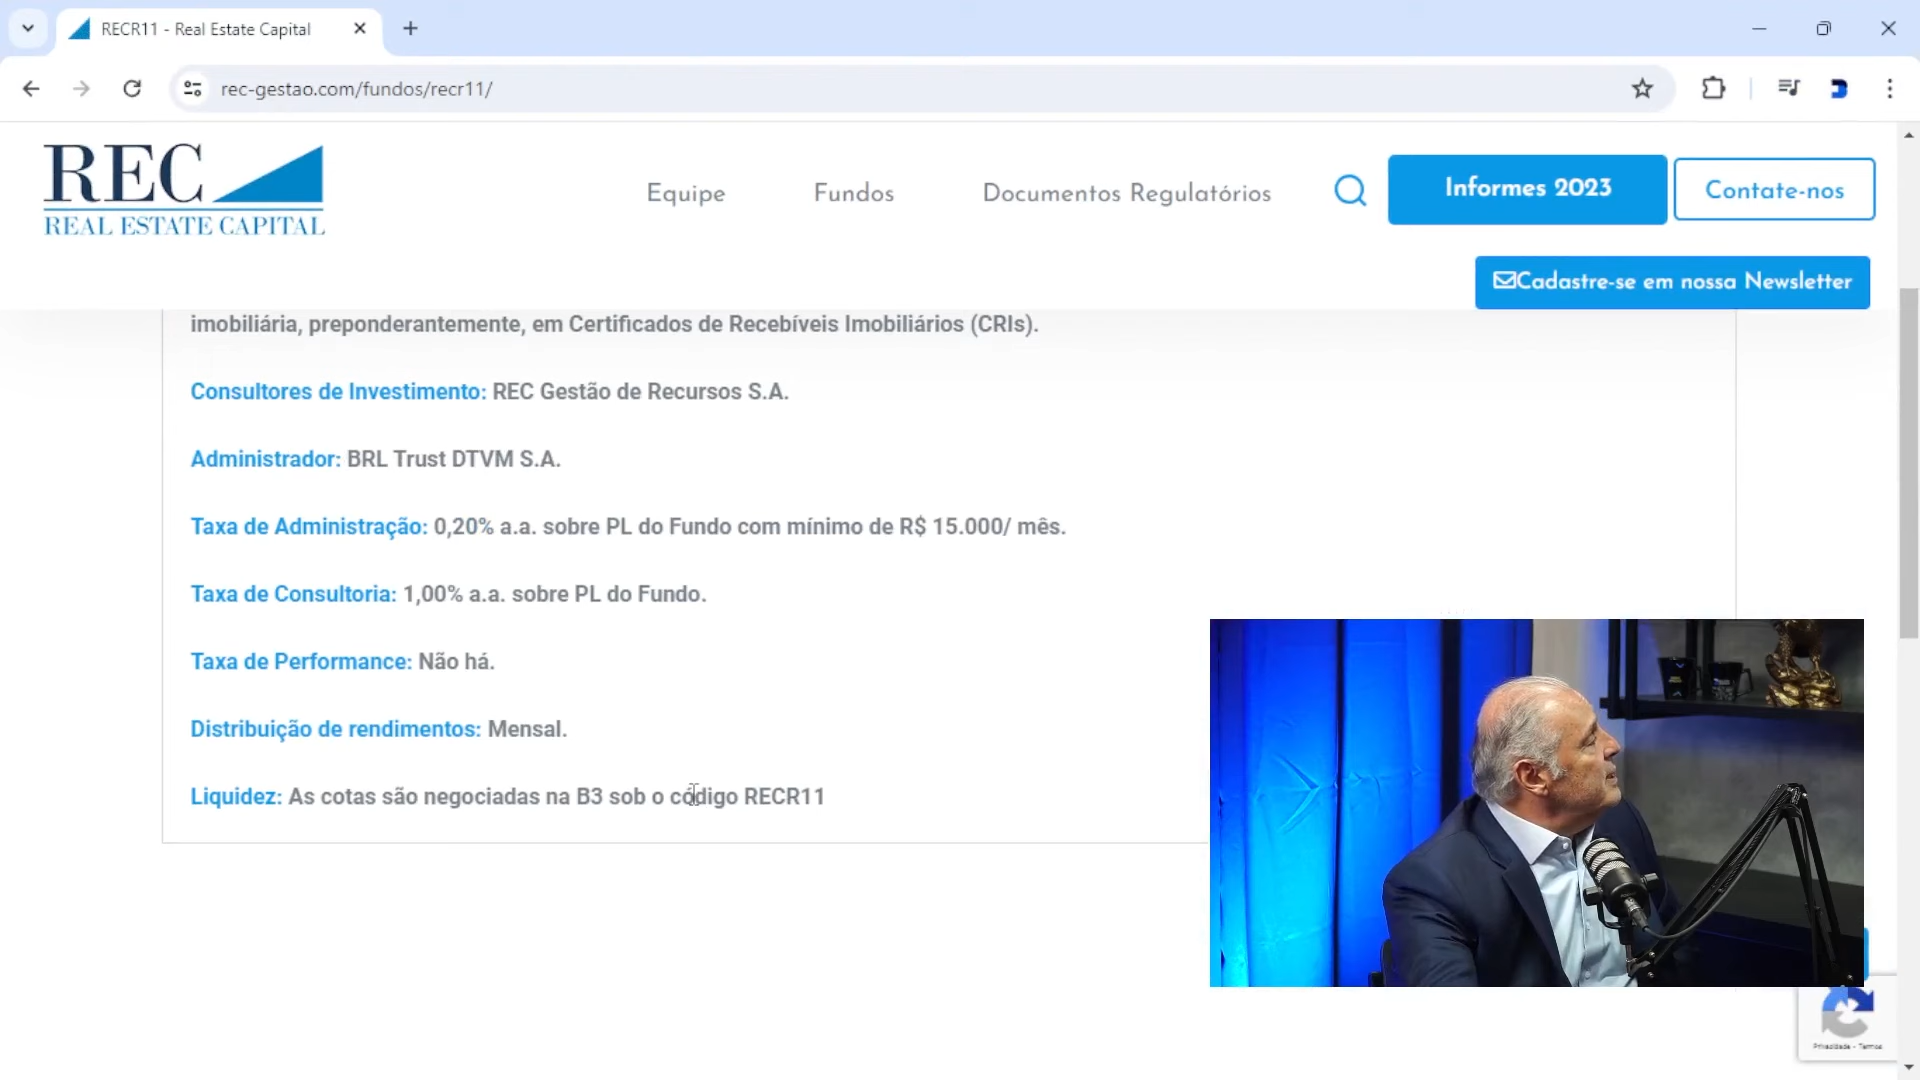 RECR11 - Real Estate Capital
rec-gestao.com/fundos/recr11/
REC
REAL ESTATE CAPITAL
Equipe
Fundos
Documentos Regulatórios
Informes 2023
Contate-nos
Cadastre-se em nossa Newsletter
imobiliária, preponderantemente, em Certificados de Recebíveis Imobiliários (CRIs).
Consultores de Investimento: REC Gestão de Recursos S.A.
Administrador: BRL Trust DTVM S.A.
Taxa de Administração: 0,20% a.a. sobre PL do Fundo com mínimo de R$ 15.000/ mês.
Taxa de Consultoria: 1,00% a.a. sobre PL do Fundo.
Taxa de Performance: Não há.
Distribuição de rendimentos: Mensal.
Liquidez: As cotas são negociadas na B3 sob o código RECR11
Privacidade - Termos